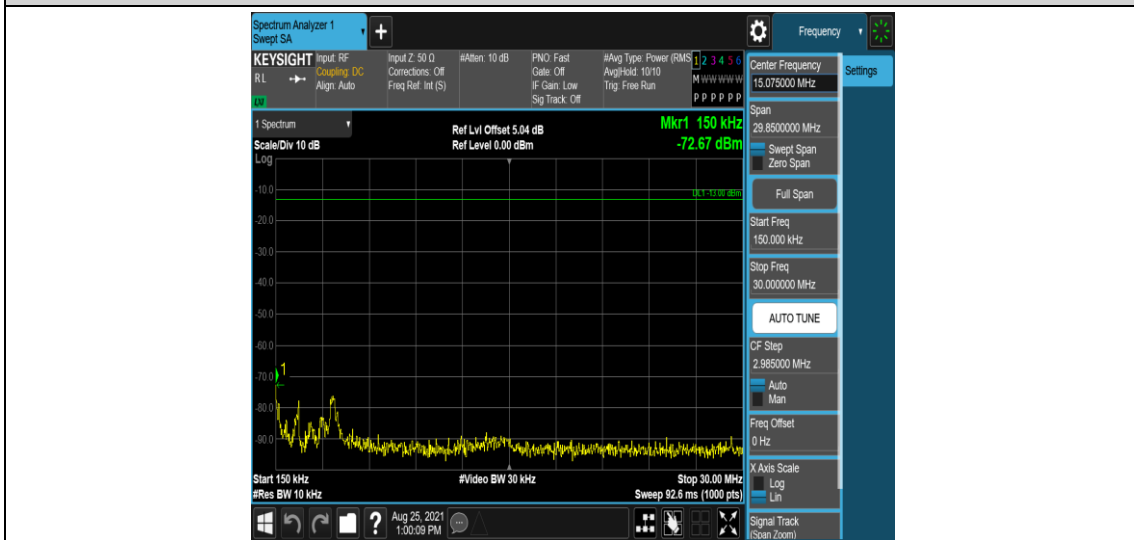 Spectrum Analyzer 1
Swept SA
Frequency
KEYSIGHT
RL
LXI
Input: RF
Coupling: DC
Align: Auto
Input Z: 50 Ω
Corrections: Off
Freq Ref: Int (S)
#Atten: 10 dB
PNO: Fast
Gate: Off
IF Gain: Low
Sig Track: Off
#Avg Type: Power (RMS
Avg|Hold: 10/10
Trig: Free Run
1 2 3 4 5 6
M W W W W W
P P P P P P
1 Spectrum
Scale/Div 10 dB
Log
Ref Lvl Offset 5.04 dB
Ref Level 0.00 dBm
Mkr1 150 kHz
-72.67 dBm
DL1 -13.00 dBm
-10.0
-20.0
-30.0
-40.0
-50.0
-60.0
1
-70.0
-80.0
-90.0
Start 150 kHz
#Res BW 10 kHz
#Video BW 30 kHz
Stop 30.00 MHz
Sweep 92.6 ms (1000 pts)
Settings
Center Frequency
15.075000 MHz
Span
29.8500000 MHz
Swept Span
Zero Span
Full Span
Start Freq
150.000 kHz
Stop Freq
30.000000 MHz
AUTO TUNE
CF Step
2.985000 MHz
Auto
Man
Freq Offset
0 Hz
X Axis Scale
Log
Lin
Signal Track
(Span Zoom)
?
Aug 25, 2021
1:00:09 PM